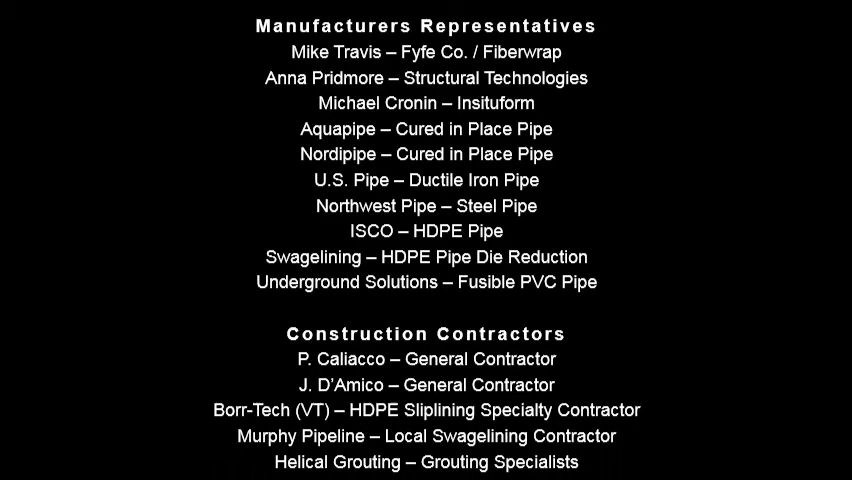 Manufacturers Representatives
Mike Travis – Fyfe Co. / Fiberwrap
Anna Pridmore – Structural Technologies
Michael Cronin – Insituform
Aquapipe – Cured in Place Pipe
Nordipipe – Cured in Place Pipe
U.S. Pipe – Ductile Iron Pipe
Northwest Pipe – Steel Pipe
ISCO – HDPE Pipe
Swagelining – HDPE Pipe Die Reduction
Underground Solutions – Fusible PVC Pipe
Construction Contractors
P. Caliacco – General Contractor
J. D’Amico – General Contractor
Borr-Tech (VT) – HDPE Sliplining Specialty Contractor
Murphy Pipeline – Local Swagelining Contractor
Helical Grouting – Grouting Specialists